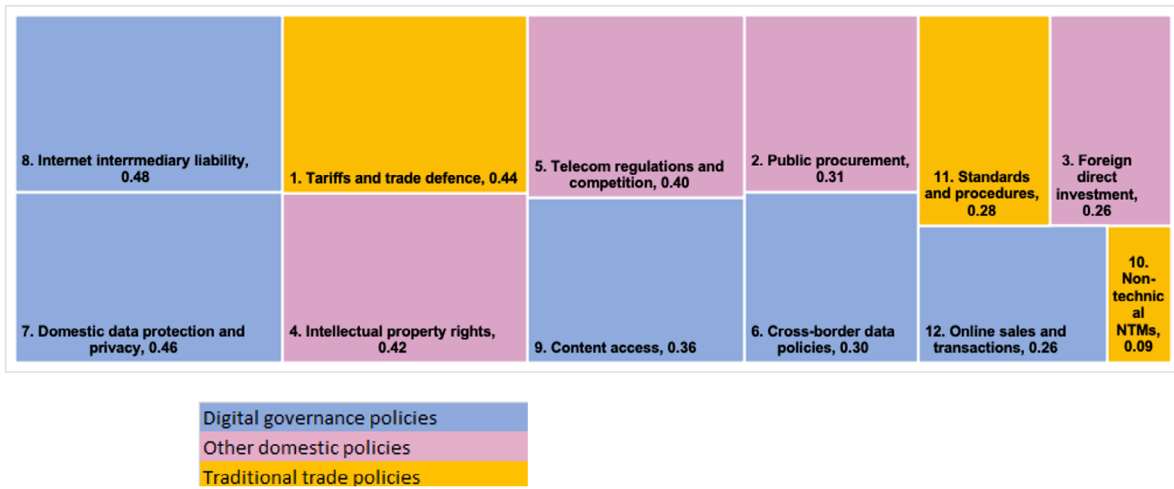 8. Internet interrmediary liability,
0.48
1. Tariffs and trade defence, 0.44
5. Telecom regulations and
competition, 0.40
2. Public procurement,
0.31
11. Standards
and procedures,
0.28
3. Foreign
direct
investment,
0.26
7. Domestic data protection and
privacy, 0.46
4. Intellectual property rights,
0.42
9. Content access, 0.36
6. Cross-border data
policies, 0.30
12. Online sales and
transactions, 0.26
10.
Non-
technic
al
NTMs,
0.09
Digital governance policies
Other domestic policies
Traditional trade policies